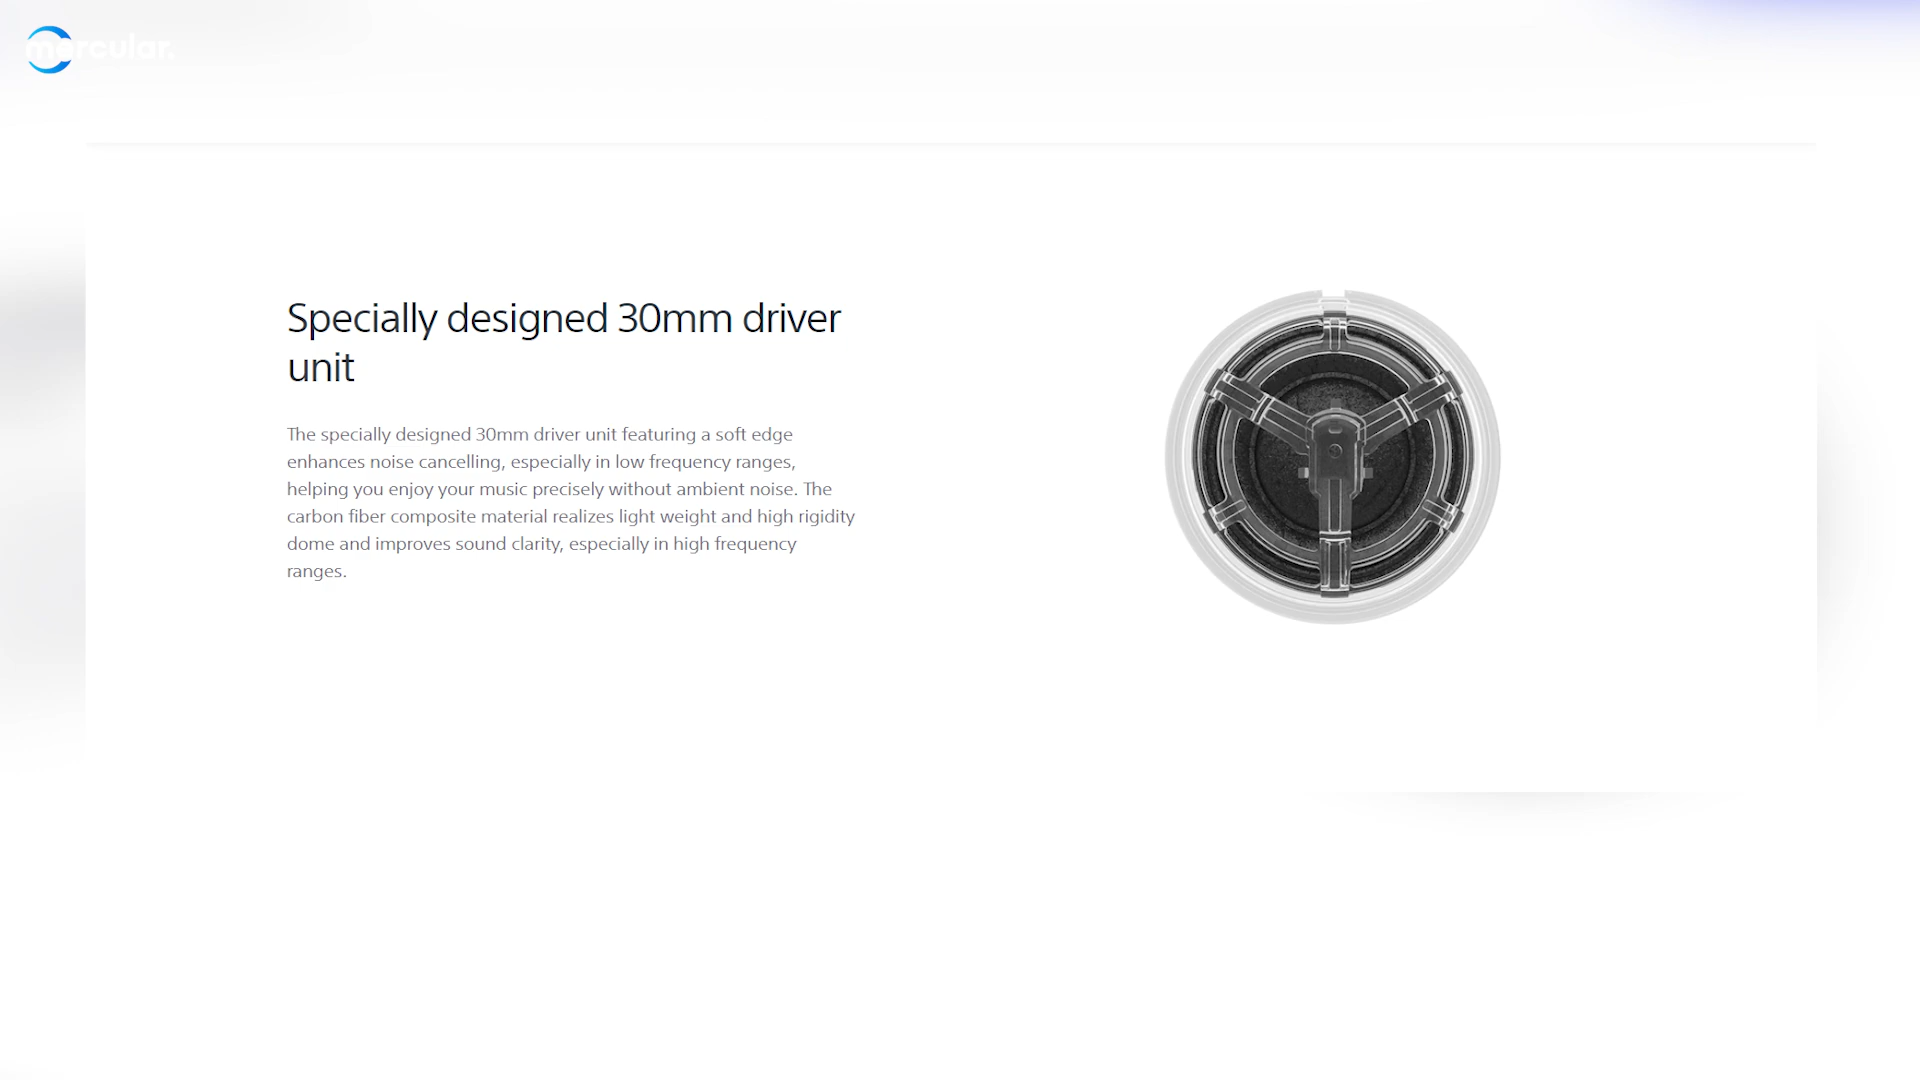 mercular.
Specially designed 30mm driver
unit
The specially designed 30mm driver unit featuring a soft edge
enhances noise cancelling, especially in low frequency ranges,
helping you enjoy your music precisely without ambient noise. The
carbon fiber composite material realizes light weight and high rigidity
dome and improves sound clarity, especially in high frequency
ranges.